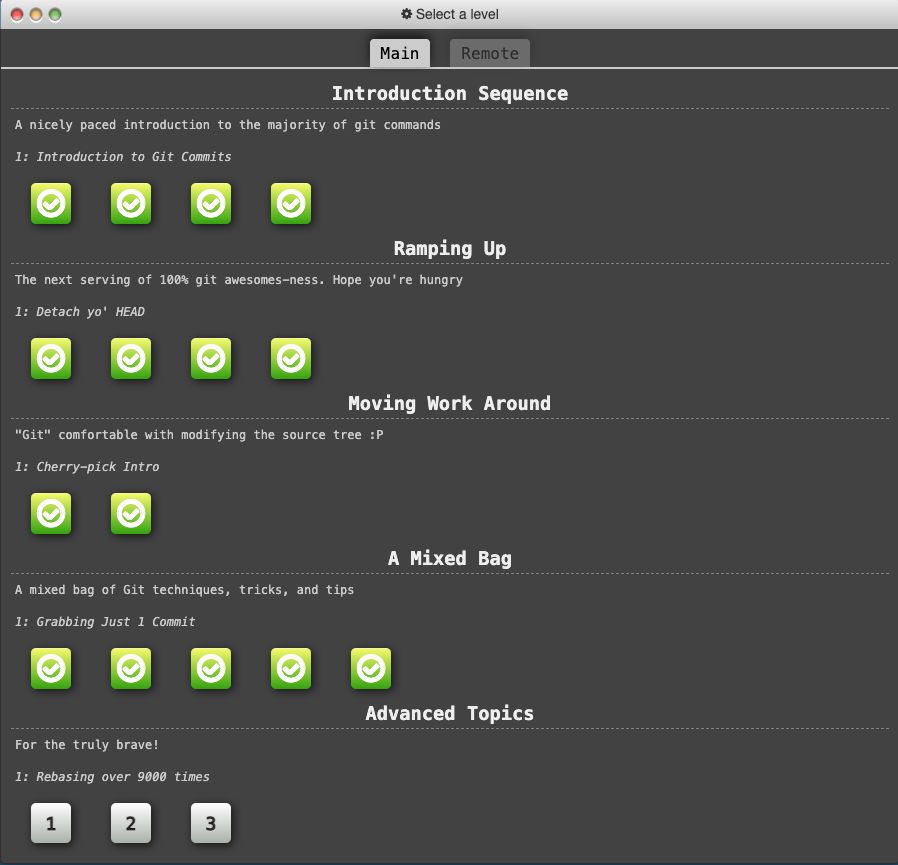 Select a level
Main Remote
Introduction Sequence
A nicely paced introduction to the majority of git commands
1: Introduction to Git Commits
Ramping Up
The next serving of 100% git awesomes-ness. Hope you're hungry
1: Detach yo' HEAD
Moving Work Around
"Git" comfortable with modifying the source tree :P
1: Cherry-pick Intro
A Mixed Bag
A mixed bag of Git techniques, tricks, and tips
1: Grabbing Just 1 Commit
Advanced Topics
For the truly brave!
1: Rebasing over 9000 times
1 2 3